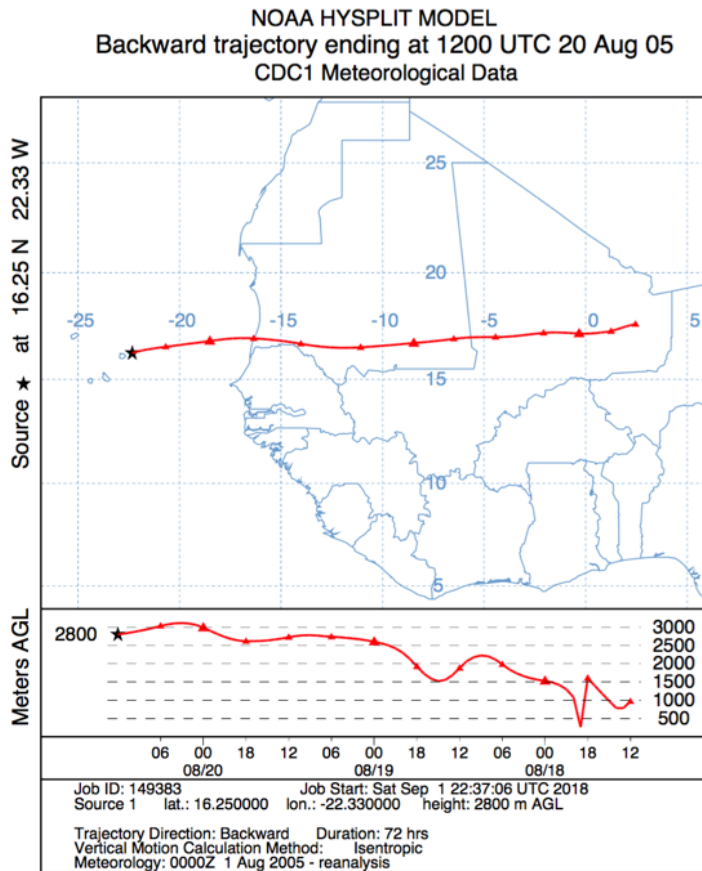 NOAA HYSPLIT MODEL
Backward trajectory ending at 1200 UTC 20 Aug 05
CDC1 Meteorological Data
Source ★ at 16.25 N 22.33 W
25
20
-25 -20 -15 -10 -5 0 5
15
10
5
Meters AGL
2800
3000
2500
2000
1500
1000
500
06 00 18 12 06 00 18 12 06 00 18 12
08/20 08/19 08/18
Job ID: 149383 Job Start: Sat Sep 1 22:37:06 UTC 2018
Source 1 lat.: 16.250000 lon.: -22.330000 height: 2800 m AGL
Trajectory Direction: Backward Duration: 72 hrs
Vertical Motion Calculation Method: Isentropic
Meteorology: 0000Z 1 Aug 2005 - reanalysis